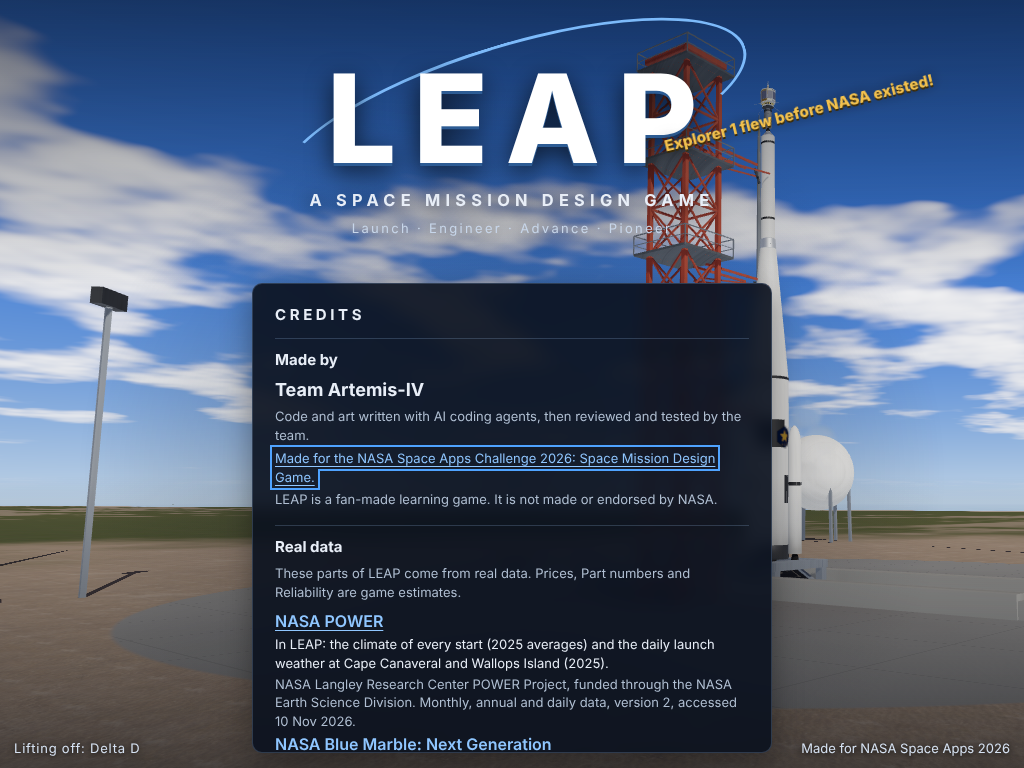 LEAP
Explorer 1 flew before NASA existed!
A SPACE MISSION DESIGN GAME
Launch · Engineer · Advance · Pioneer
CREDITS
Made by
Team Artemis-IV
Code and art written with AI coding agents, then reviewed and tested by the
team.
Made for the NASA Space Apps Challenge 2026: Space Mission Design
Game.
LEAP is a fan-made learning game. It is not made or endorsed by NASA.
Real data
These parts of LEAP come from real data. Prices, Part numbers and
Reliability are game estimates.
NASA POWER
In LEAP: the climate of every start (2025 averages) and the daily launch
weather at Cape Canaveral and Wallops Island (2025).
NASA Langley Research Center POWER Project, funded through the NASA
Earth Science Division. Monthly, annual and daily data, version 2, accessed
10 Nov 2026.
NASA Blue Marble: Next Generation
Lifting off: Delta D
Made for NASA Space Apps 2026